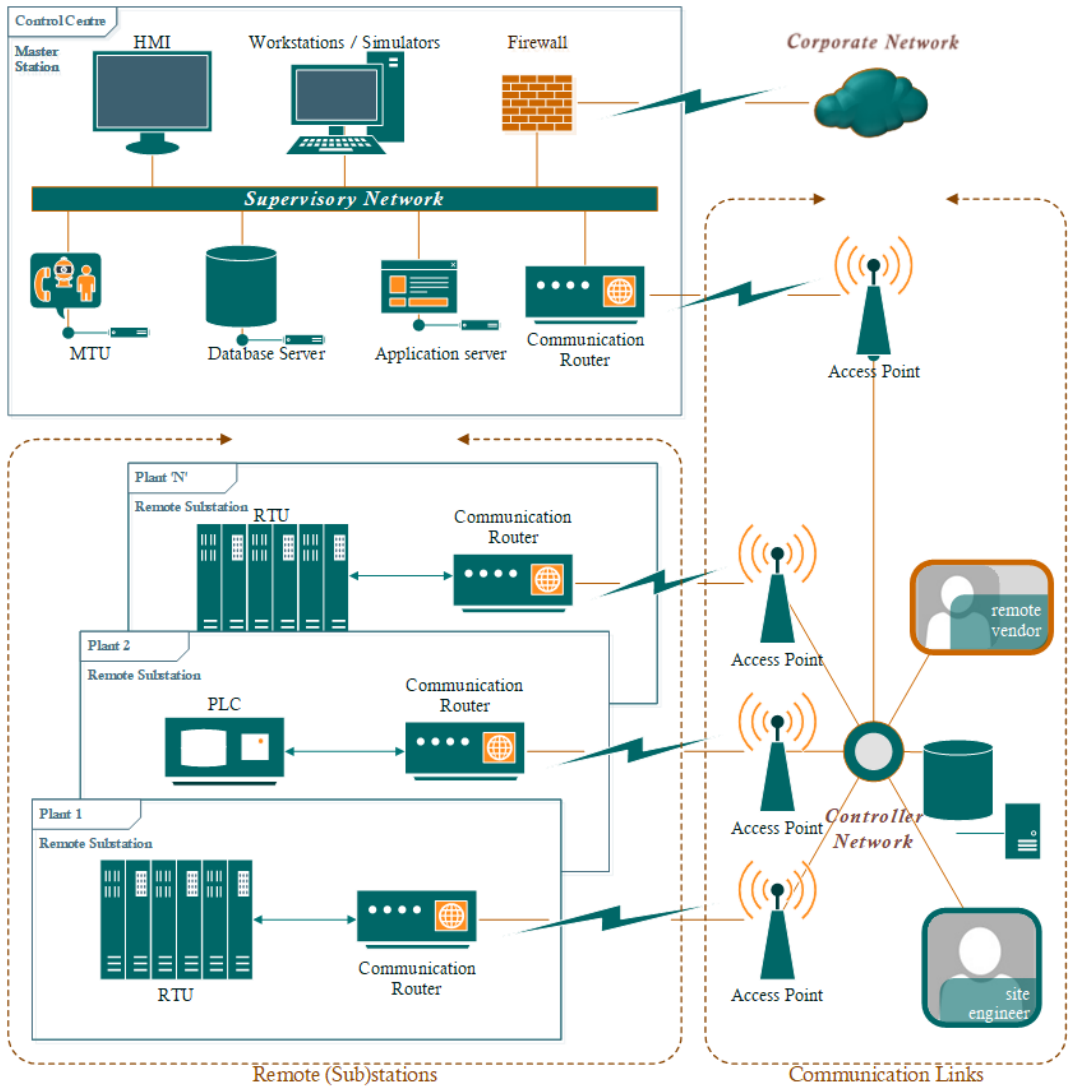 Control Centre
Master
Station
HMI
Workstations / Simulators
Firewall
Corporate Network
Supervisory Network
MTU
Database Server
Application server
Communication
Router
Access Point
Plant 'N'
Remote Substation
RTU
Communication
Router
Access Point
remote
vendor
Plant 2
Remote Substation
PLC
Communication
Router
Access Point
Controller
Network
Plant 1
Remote Substation
RTU
Communication
Router
Access Point
site
engineer
Remote (Sub)stations
Communication Links